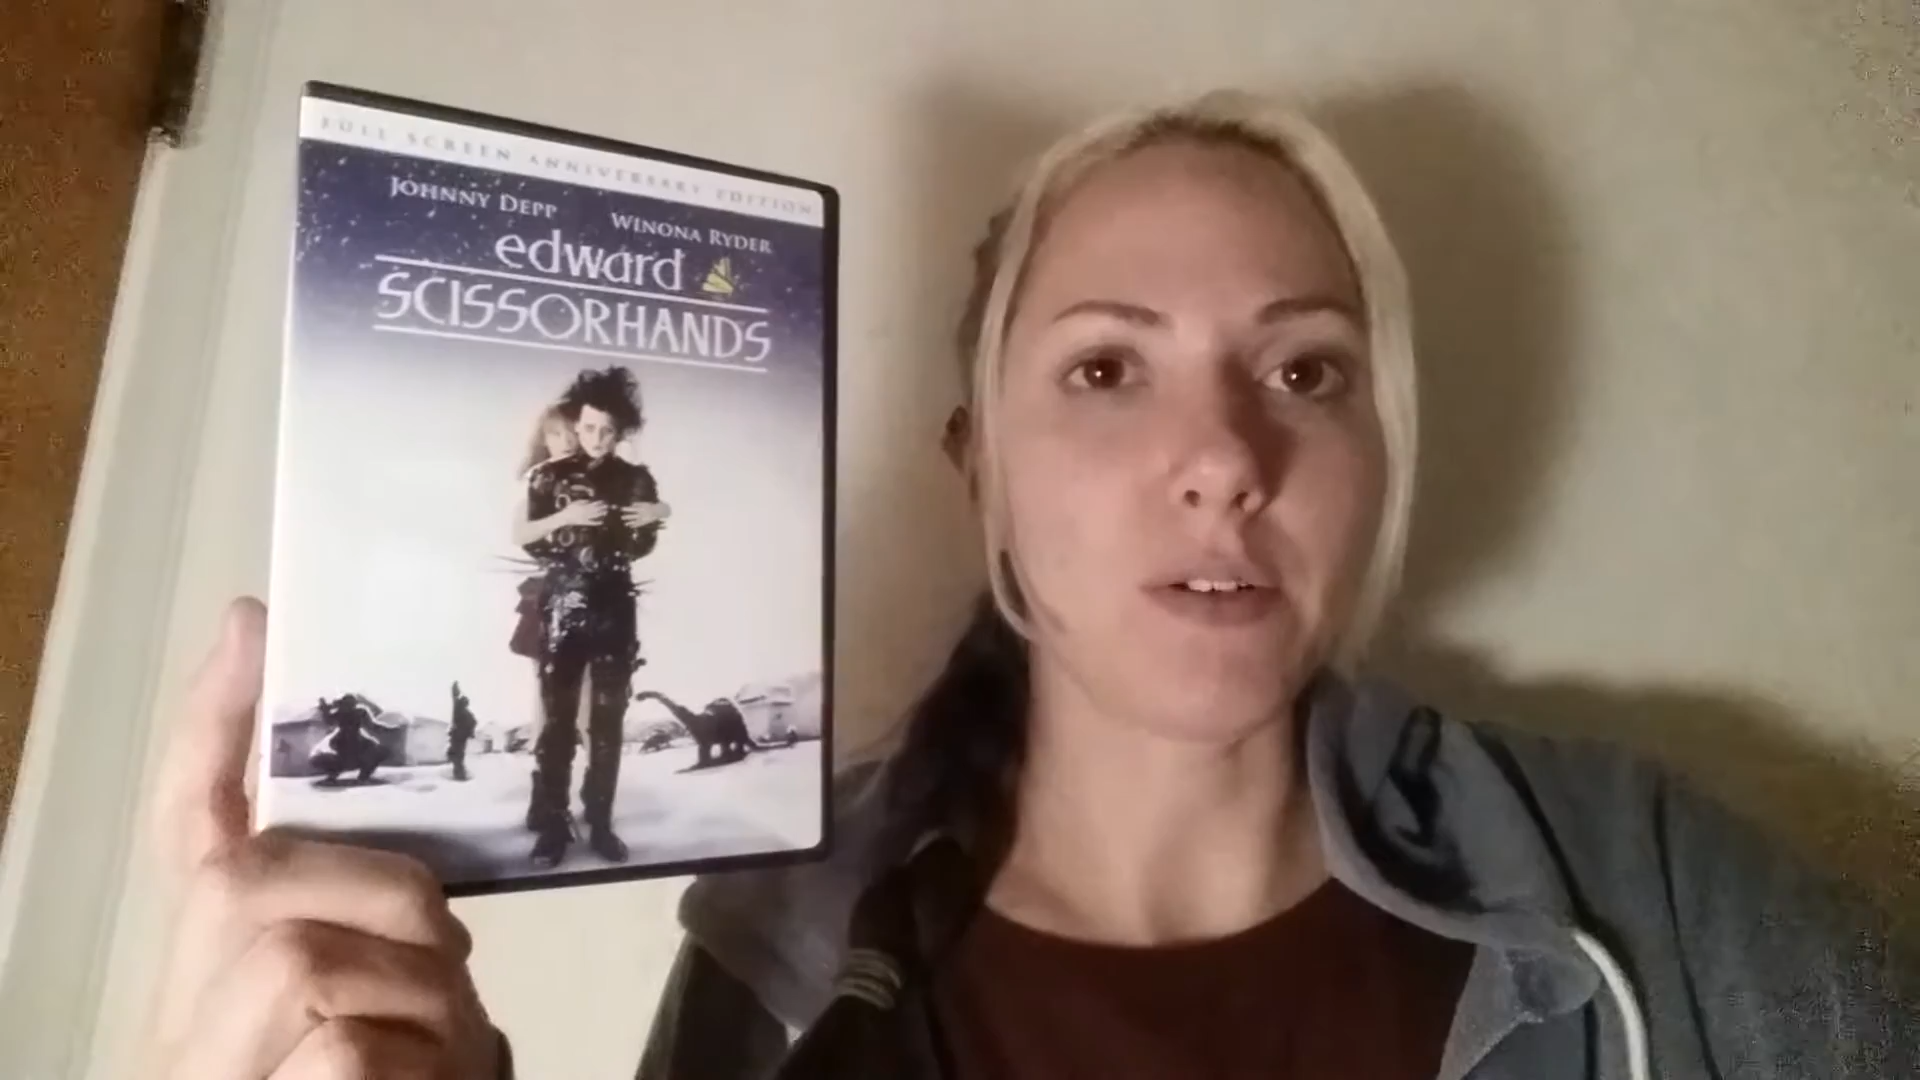 FULL SCREEN ANNIVERSARY EDITION
JOHNNY DEPP WINONA RYDER
edward
SCISSORHANDS